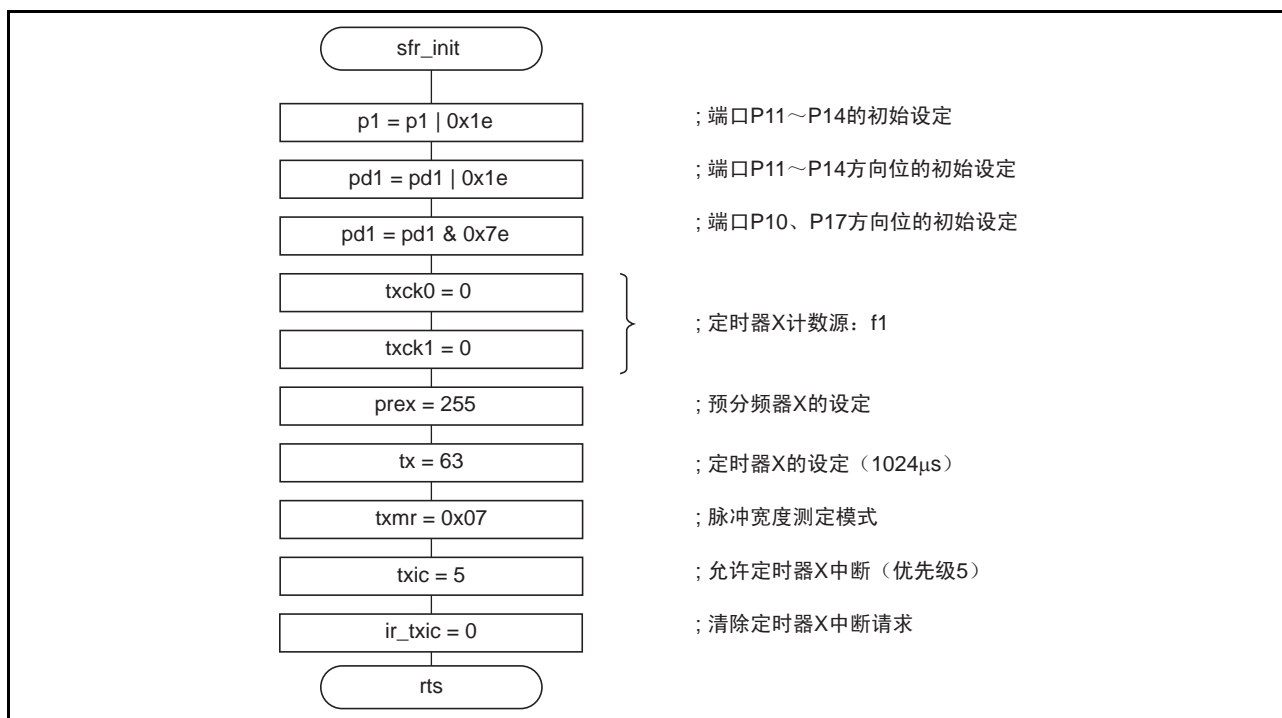 sfr_init
p1 = p1 | 0x1e
; 端口P11～P14的初始设定
pd1 = pd1 | 0x1e
; 端口P11～P14方向位的初始设定
pd1 = pd1 & 0x7e
; 端口P10、P17方向位的初始设定
txck0 = 0
; 定时器X计数源：f1
txck1 = 0
prex = 255
; 预分频器X的设定
tx = 63
; 定时器X的设定（1024μs）
txmr = 0x07
; 脉冲宽度测定模式
txic = 5
; 允许定时器X中断（优先级5）
ir_txic = 0
; 清除定时器X中断请求
rts